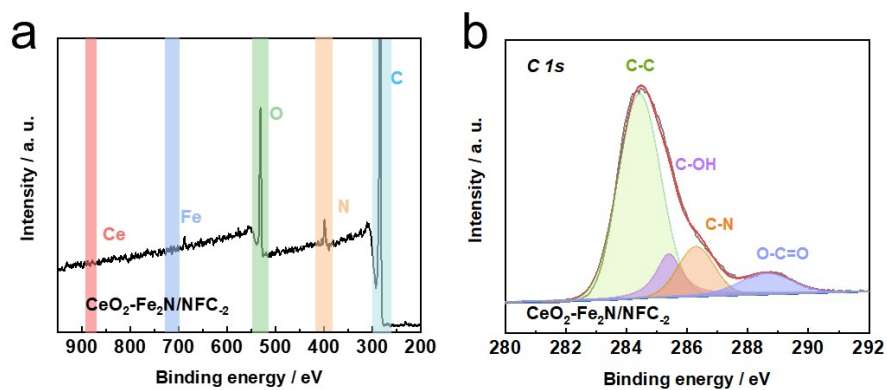 a
Intensity / a. u.
Ce
Fe
O
N
C
CeO₂-Fe₂N/NFC₋₂
900 800 700 600 500 400 300 200
Binding energy / eV
b
Intensity / a. u.
C 1s
C-C
C-OH
C-N
O-C=O
CeO₂-Fe₂N/NFC₋₂
280 282 284 286 288 290 292
Binding energy / eV